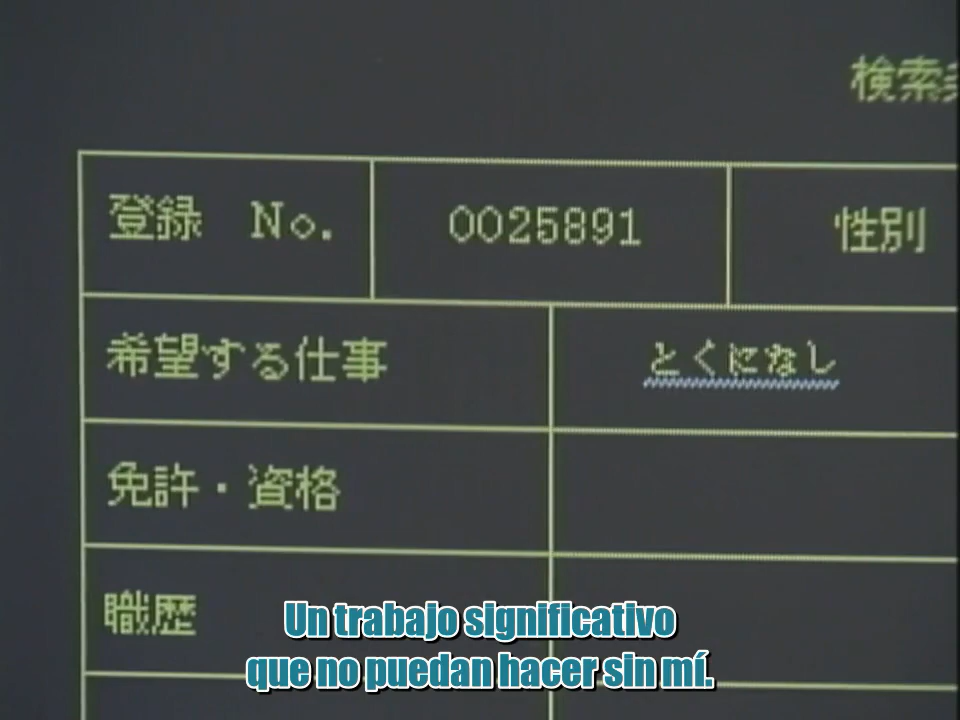 検索
登録 No. 0025891 性別
希望する仕事 とくになし
免許・資格
職歴
Un trabajo significativo
que no puedan hacer sin mí.